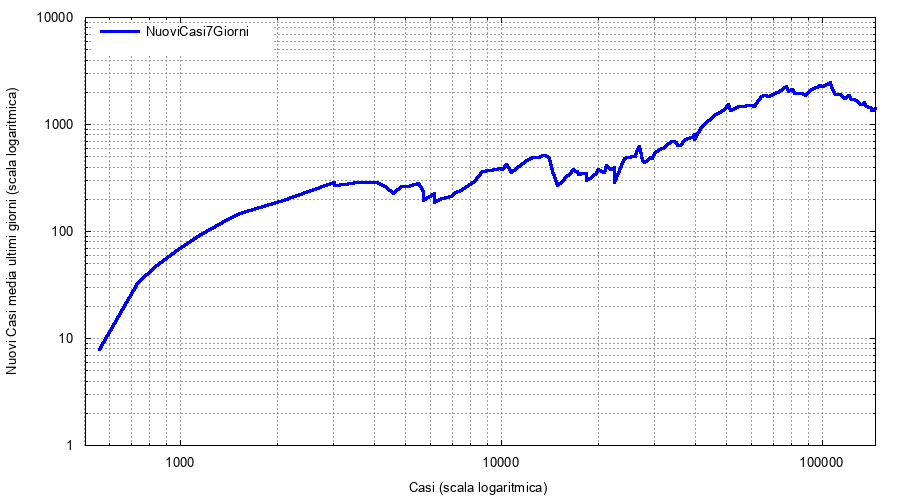 NuoviCasi7Giorni
Nuovi Casi media ultimi giorni (scala logaritmica)
10000
1000
100
10
1
1000
10000
100000
Casi (scala logaritmica)